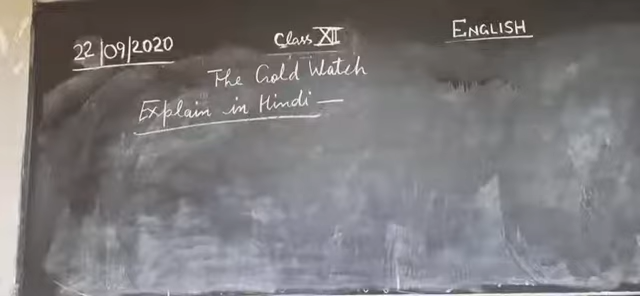 22/09/2020 Class XII ENGLISH
The Gold Watch
Explain in Hindi —